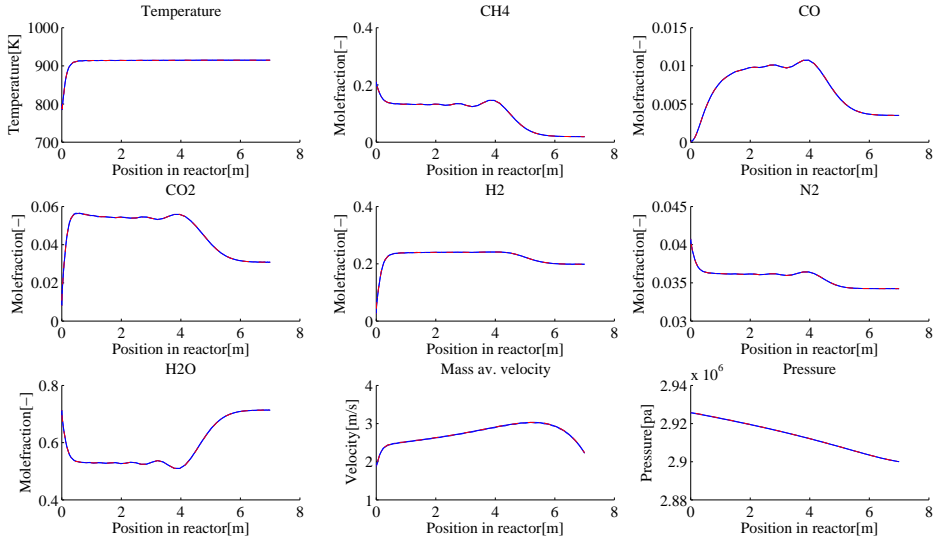 Temperature
Temperature[K]
1000
900
800
700
0 2 4 6 8
Position in reactor[m]
CH4
Molefraction[−]
0.4
0.2
0
0 2 4 6 8
Position in reactor[m]
CO
Molefraction[−]
0.015
0.01
0.005
0
0 2 4 6 8
Position in reactor[m]
CO2
Molefraction[−]
0.06
0.04
0.02
0
0 2 4 6 8
Position in reactor[m]
H2
Molefraction[−]
0.4
0.2
0
0 2 4 6 8
Position in reactor[m]
N2
Molefraction[−]
0.045
0.04
0.035
0.03
0 2 4 6 8
Position in reactor[m]
H2O
Molefraction[−]
0.8
0.6
0.4
0 2 4 6 8
Position in reactor[m]
Mass av. velocity
Velocity[m/s]
4
3
2
1
0 2 4 6 8
Position in reactor[m]
Pressure
x 10^6
Pressure[pa]
2.94
2.92
2.9
2.88
0 2 4 6 8
Position in reactor[m]